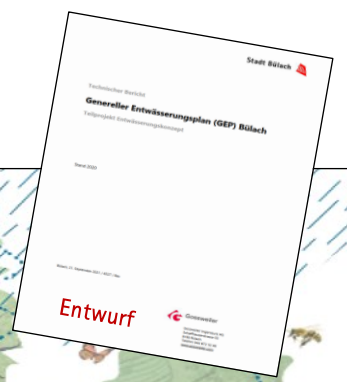 Stadt Bülach
Technischer Bericht
Genereller Entwässerungsplan (GEP) Bülach
Teilprojekt Entwässerungskonzept
Stand 2020
Entwurf
Gossweiler